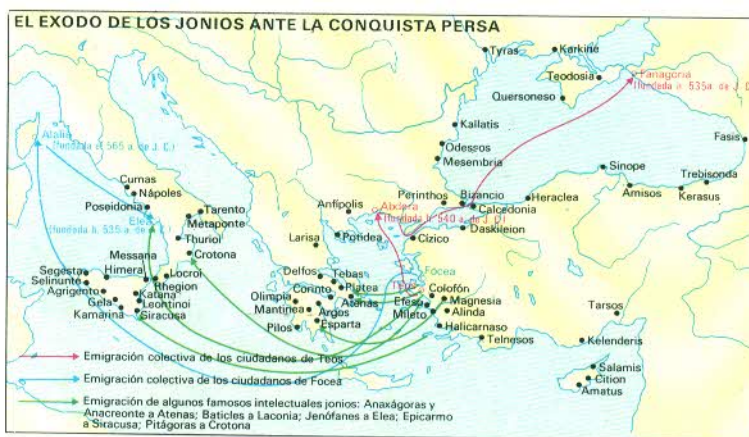 EL EXODO DE LOS JONIOS ANTE LA CONQUISTA PERSA
Tyras
Karkine
Teodosia
Fanagoria
(fundada h. 535 a. de J. C.)
Quersoneso
Alalia
(fundada h. 565 a. de J. C.)
Kallatis
Odessos
Mesembria
Fasis
Sinope
Trebisonda
Amisos
Kerasus
Cumas
Nápoles
Poseidonia
Elea
(fundada h. 535 a. de J. C.)
Tarento
Metaponte
Thuriol
Crotona
Anfípolis
Abdera
(fundada h. 540 a. de J. C.)
Perinthos
Bizancio
Calcedonia
Heraclea
Daskileion
Cízico
Potidea
Larisa
Messana
Segesta
Himera
Locroi
Selinunte
Rhegion
Agrigento
Katana
Gela
Leontinoi
Kamarina
Siracusa
Delfos
Tebas
Corinto
Platea
Olimpia
Atenas
Mantinea
Argos
Pilos
Esparta
Focea
Teos
Colofón
Efeso
Magnesia
Mileto
Alinda
Halicarnaso
Telnesos
Tarsos
Kelenderis
Salamis
Cition
Amatus
Emigración colectiva de los ciudadanos de Teos
Emigración colectiva de los ciudadanos de Focea
Emigración de algunos famosos intelectuales jonios: Anaxágoras y
Anacreonte a Atenas; Baticles a Laconia; Jenófanes a Elea; Epicarmo
a Siracusa; Pitágoras a Crotona